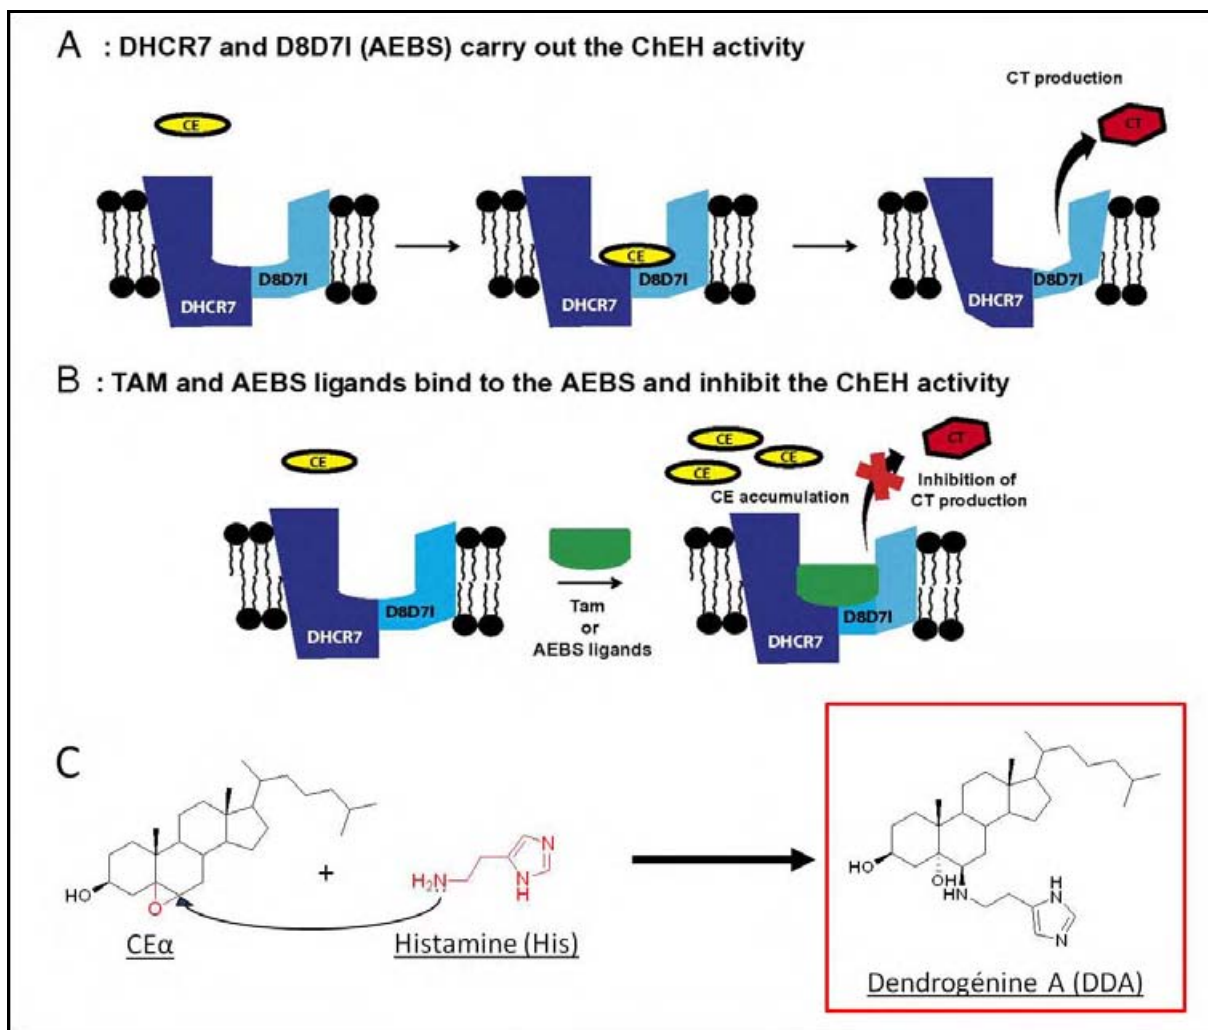 A : DHCR7 and D8D7I (AEBS) carry out the ChEH activity
CT production
CE
CT
CE
D8D7I
D8D7I
D8D7I
DHCR7
DHCR7
DHCR7
B : TAM and AEBS ligands bind to the AEBS and inhibit the ChEH activity
CE
CE
CE
CE
CT
CE accumulation
Inhibition of
CT production
D8D7I
DHCR7
Tam
or
AEBS ligands
D8D7I
DHCR7
C
HO
O
CEα
+
H₂N
N
N
H
Histamine (His)
HO
OH
HN
H
N
N
Dendrogénine A (DDA)